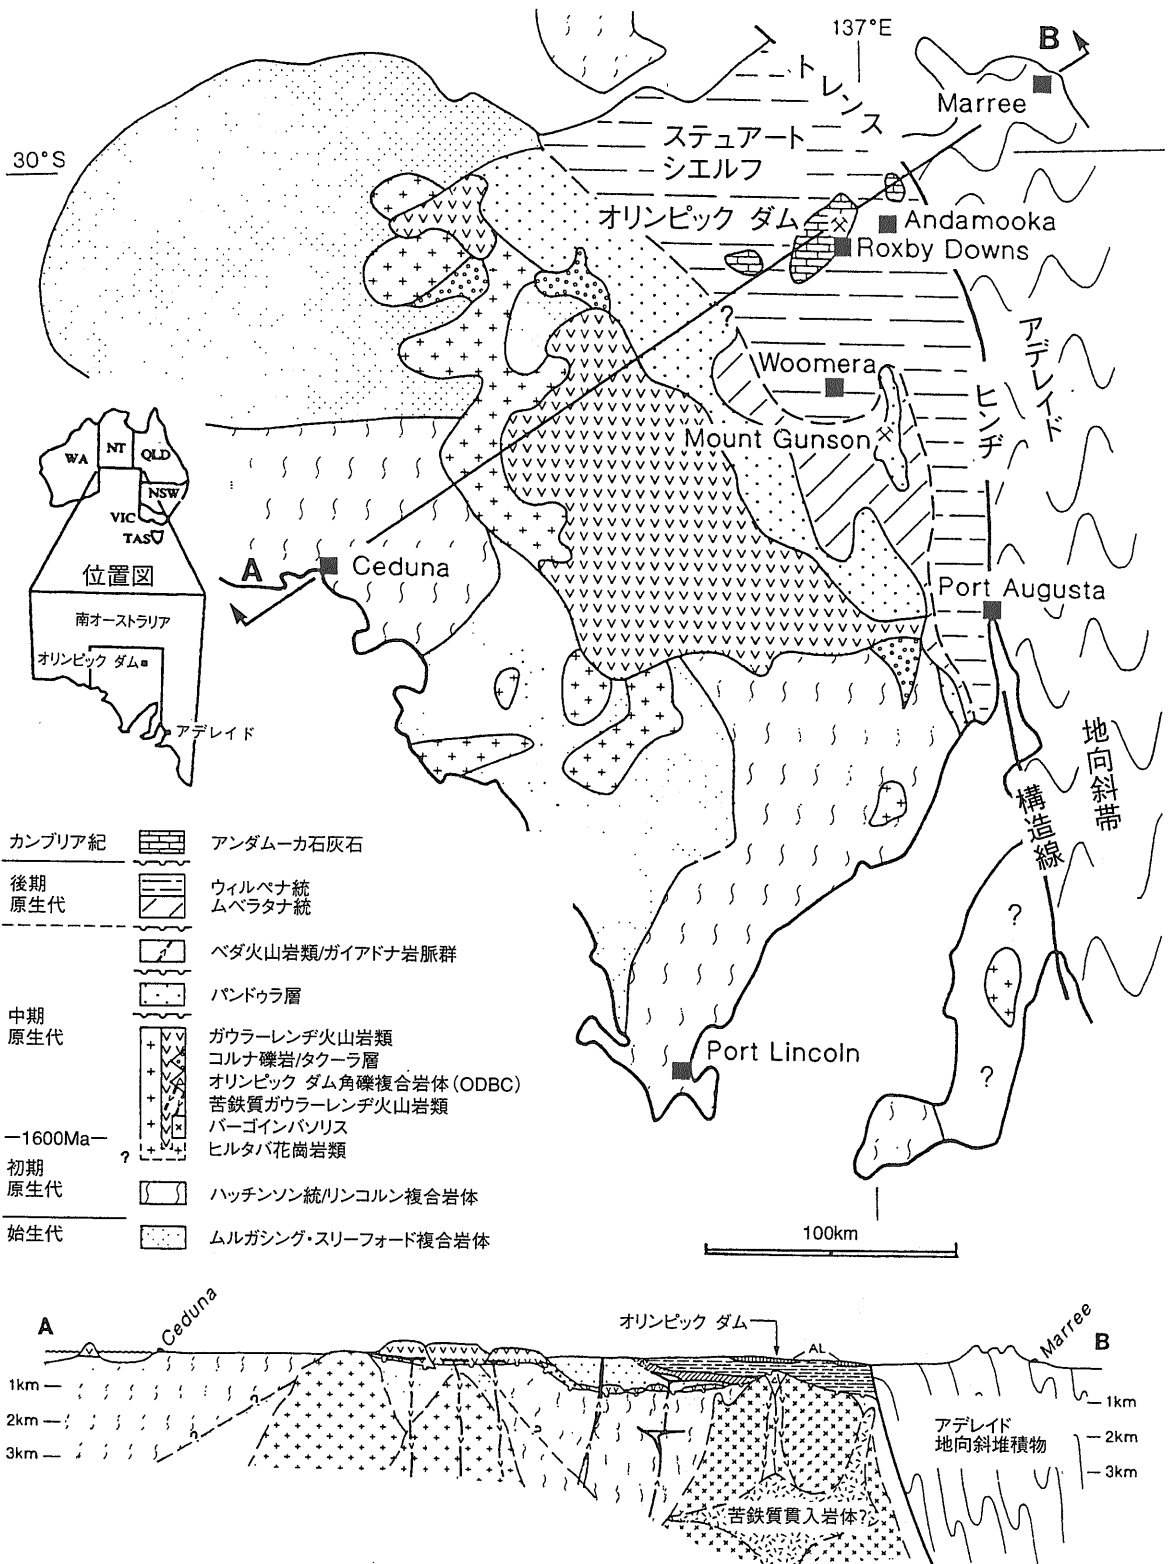 137°E
B
Marree
トレンス
ステュアート
シエルフ
30°S
オリンピック ダム
Andamooka
Roxby Downs
?
Woomera
Mount Gunson
ヒンヂ
アデレイド
WA
NT
QLD
NSW
VIC
TAS
位置図
A
Ceduna
Port Augusta
南オーストラリア
オリンピック ダム
アデレイド
地向斜帯
構造線
?
?
Port Lincoln
カンブリア紀
アンダムーカ石灰石
後期
原生代
ウィルペナ統
ムベラタナ統
ベダ火山岩類/ガイアドナ岩脈群
パンドゥラ層
中期
原生代
ガウラーレンヂ火山岩類
コルナ礫岩/タクーラ層
オリンピック ダム角礫複合岩体(ODBC)
苦鉄質ガウラーレンヂ火山岩類
バーゴインバソリス
ー1600Maー
?
ヒルタバ花崗岩類
初期
原生代
ハッチンソン統/リンコルン複合岩体
始生代
ムルガシング・スリーフォード複合岩体
100km
A
Ceduna
オリンピック ダム
AL
Marree
B
1km
2km
3km
?
?
?
?
アデレイド
地向斜堆積物
1km
2km
3km
苦鉄質貫入岩体?